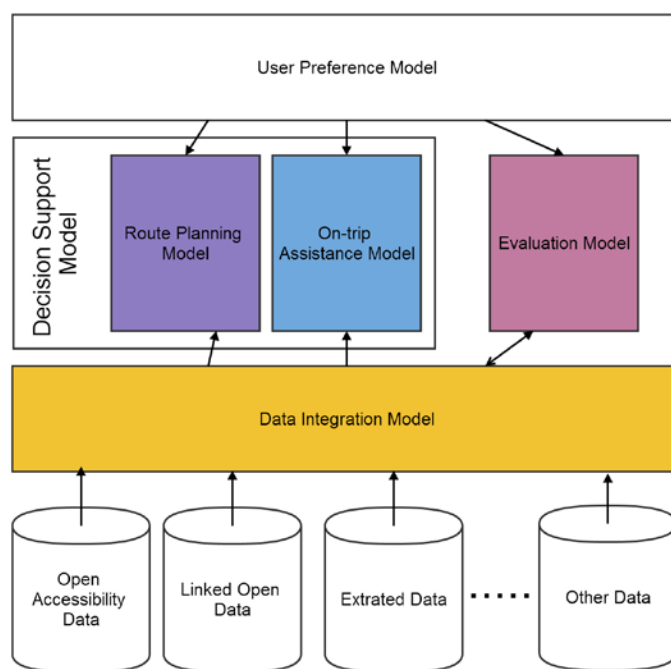 User Preference Model
Decision Support
Model
Route Planning
Model
On-trip
Assistance Model
Evaluation Model
Data Integration Model
Open
Accessibility
Data
Linked Open
Data
Extrated Data
Other Data